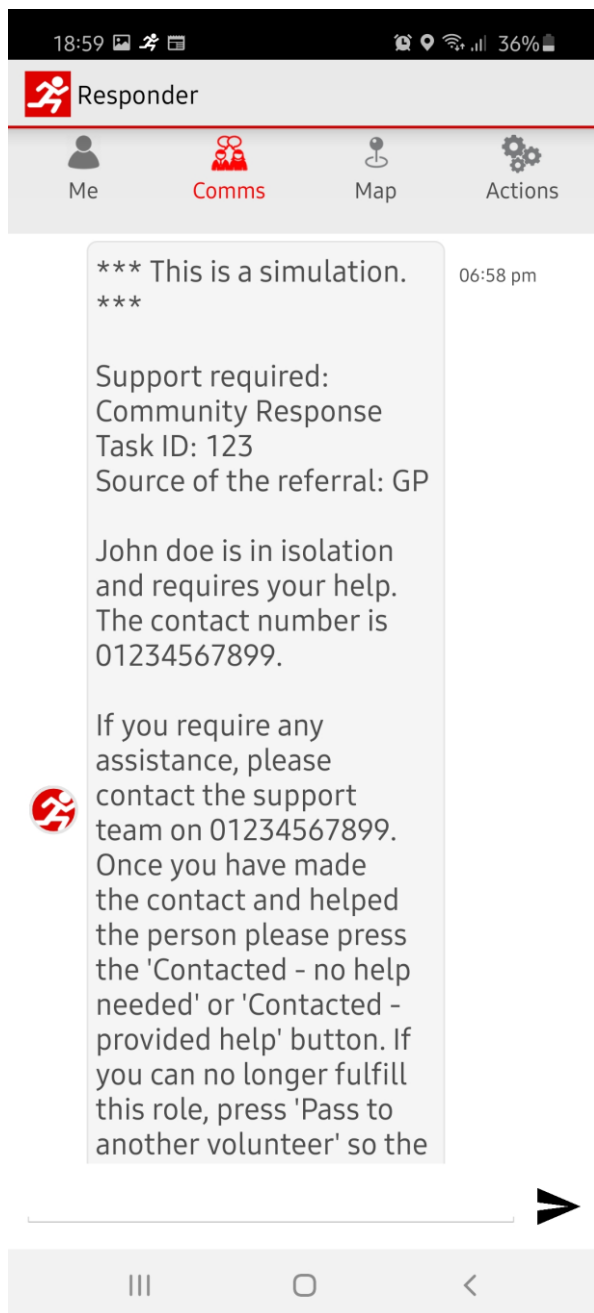 18:59
36%
Responder
Me
Comms
Map
Actions
*** This is a simulation.
06:58 pm
***
Support required:
Community Response
Task ID: 123
Source of the referral: GP
John doe is in isolation
and requires your help.
The contact number is
01234567899.
If you require any
assistance, please
contact the support
team on 01234567899.
Once you have made
the contact and helped
the person please press
the 'Contacted - no help
needed' or 'Contacted -
provided help' button. If
you can no longer fulfill
this role, press 'Pass to
another volunteer' so the